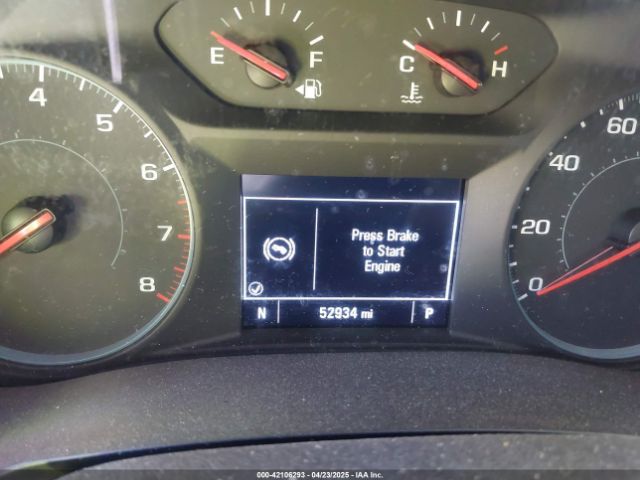 E F
C H
4
5
6
7
8
60
40
20
0
Press Brake
to Start
Engine
N 52934 mi P
000-42106293 - 04/23/2025 - IAA Inc.